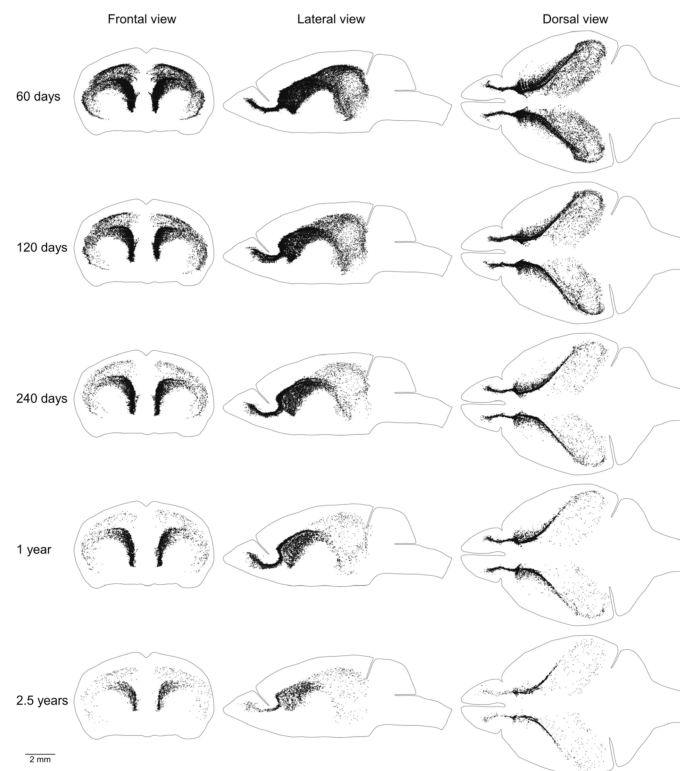 Frontal view
Lateral view
Dorsal view
60 days
120 days
240 days
1 year
2.5 years
2 mm